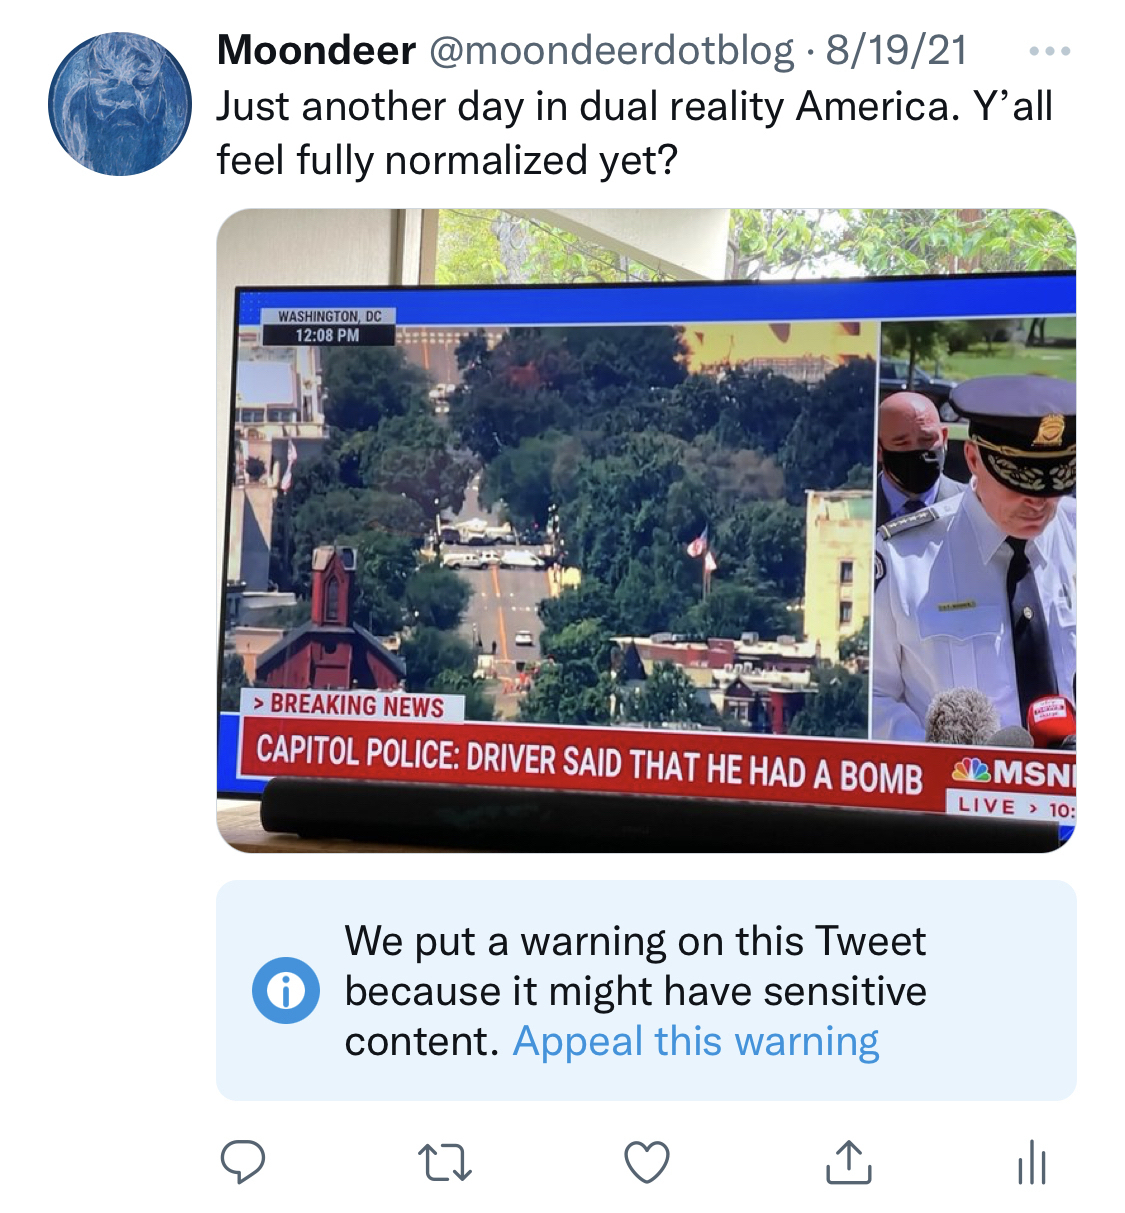 Moondeer @moondeerdotblog · 8/19/21
Just another day in dual reality America. Y’all
feel fully normalized yet?
WASHINGTON, DC
12:08 PM
> BREAKING NEWS
CAPITOL POLICE: DRIVER SAID THAT HE HAD A BOMB
MSN
LIVE > 10:
We put a warning on this Tweet
because it might have sensitive
content. Appeal this warning